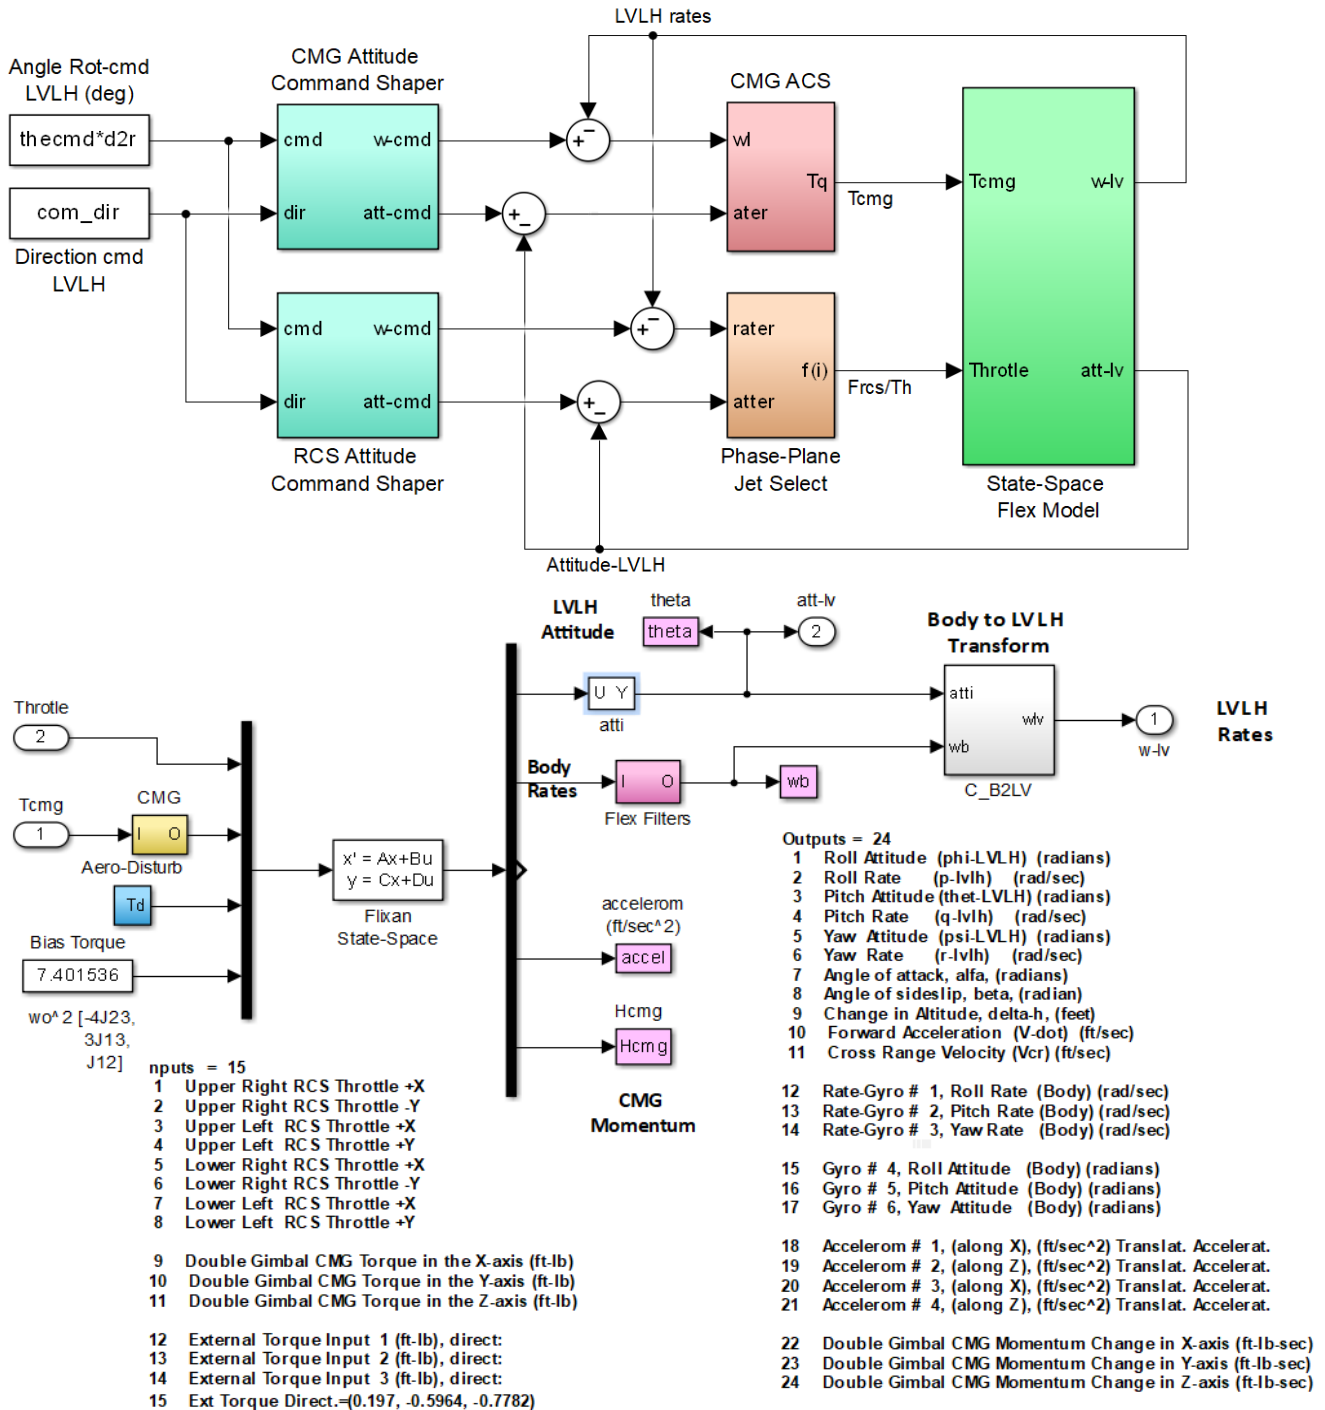 LVLH rates
Angle Rot-cmd
LVLH (deg)
thecmd*d2r
com_dir
Direction cmd
LVLH
CMG Attitude
Command Shaper
cmd w-cmd
dir att-cmd
cmd w-cmd
dir att-cmd
RCS Attitude
Command Shaper
+ −
+ −
+ −
+ −
CMG ACS
wl
Tq
ater
Tcmg
rater
f(i)
atter
Frcs/Th
Phase-Plane
Jet Select
Tcmg w-lv
Throtle att-lv
State-Space
Flex Model
Attitude-LVLH
Throtle
2
Tcmg
1
CMG
I O
Aero-Disturb
Td
Bias Torque
7.401536
wo^2 [-4J23,
3J13,
J12]
x' = Ax+Bu
y = Cx+Du
Flixan
State-Space
LVLH
Attitude
theta
theta
att-lv
2
U Y
atti
Body
Rates
I O
Flex Filters
wb
Body to LVLH
Transform
atti
wlv
wb
C_B2LV
1
w-lv
LVLH
Rates
accelerom
(ft/sec^2)
accel
Hcmg
Hcmg
CMG
Momentum
nputs = 15
1 Upper Right RCS Throttle +X
2 Upper Right RCS Throttle -Y
3 Upper Left RCS Throttle +X
4 Upper Left RCS Throttle +Y
5 Lower Right RCS Throttle +X
6 Lower Right RCS Throttle -Y
7 Lower Left RCS Throttle +X
8 Lower Left RCS Throttle +Y
9 Double Gimbal CMG Torque in the X-axis (ft-lb)
10 Double Gimbal CMG Torque in the Y-axis (ft-lb)
11 Double Gimbal CMG Torque in the Z-axis (ft-lb)
12 External Torque Input 1 (ft-lb), direct:
13 External Torque Input 2 (ft-lb), direct:
14 External Torque Input 3 (ft-lb), direct:
15 Ext Torque Direct.=(0.197, -0.5964, -0.7782)
Outputs = 24
1 Roll Attitude (phi-LVLH) (radians)
2 Roll Rate (p-lvlh) (rad/sec)
3 Pitch Attitude (thet-LVLH) (radians)
4 Pitch Rate (q-lvlh) (rad/sec)
5 Yaw Attitude (psi-LVLH) (radians)
6 Yaw Rate (r-lvlh) (rad/sec)
7 Angle of attack, alfa, (radians)
8 Angle of sideslip, beta, (radian)
9 Change in Altitude, delta-h, (feet)
10 Forward Acceleration (V-dot) (ft/sec)
11 Cross Range Velocity (Vcr) (ft/sec)
12 Rate-Gyro # 1, Roll Rate (Body) (rad/sec)
13 Rate-Gyro # 2, Pitch Rate (Body) (rad/sec)
14 Rate-Gyro # 3, Yaw Rate (Body) (rad/sec)
15 Gyro # 4, Roll Attitude (Body) (radians)
16 Gyro # 5, Pitch Attitude (Body) (radians)
17 Gyro # 6, Yaw Attitude (Body) (radians)
18 Accelerom # 1, (along X), (ft/sec^2) Translat. Accelerat.
19 Accelerom # 2, (along Z), (ft/sec^2) Translat. Accelerat.
20 Accelerom # 3, (along X), (ft/sec^2) Translat. Accelerat.
21 Accelerom # 4, (along Z), (ft/sec^2) Translat. Accelerat.
22 Double Gimbal CMG Momentum Change in X-axis (ft-lb-sec)
23 Double Gimbal CMG Momentum Change in Y-axis (ft-lb-sec)
24 Double Gimbal CMG Momentum Change in Z-axis (ft-lb-sec)